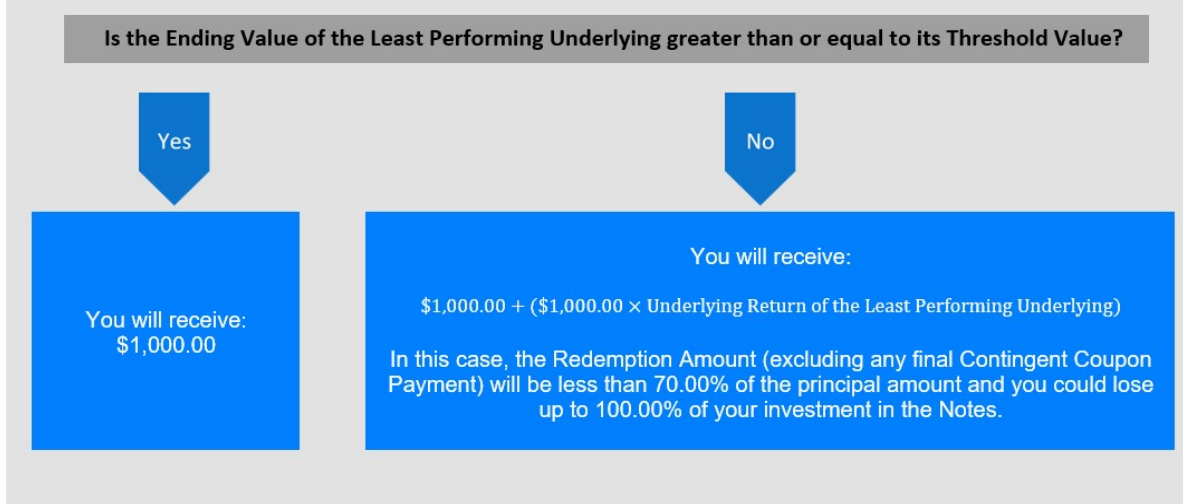 Is the Ending Value of the Least Performing Underlying greater than or equal to its Threshold Value?
Yes
No
You will receive:
$1,000.00
You will receive:
$1,000.00 + ($1,000.00 × Underlying Return of the Least Performing Underlying)
In this case, the Redemption Amount (excluding any final Contingent Coupon
Payment) will be less than 70.00% of the principal amount and you could lose
up to 100.00% of your investment in the Notes.